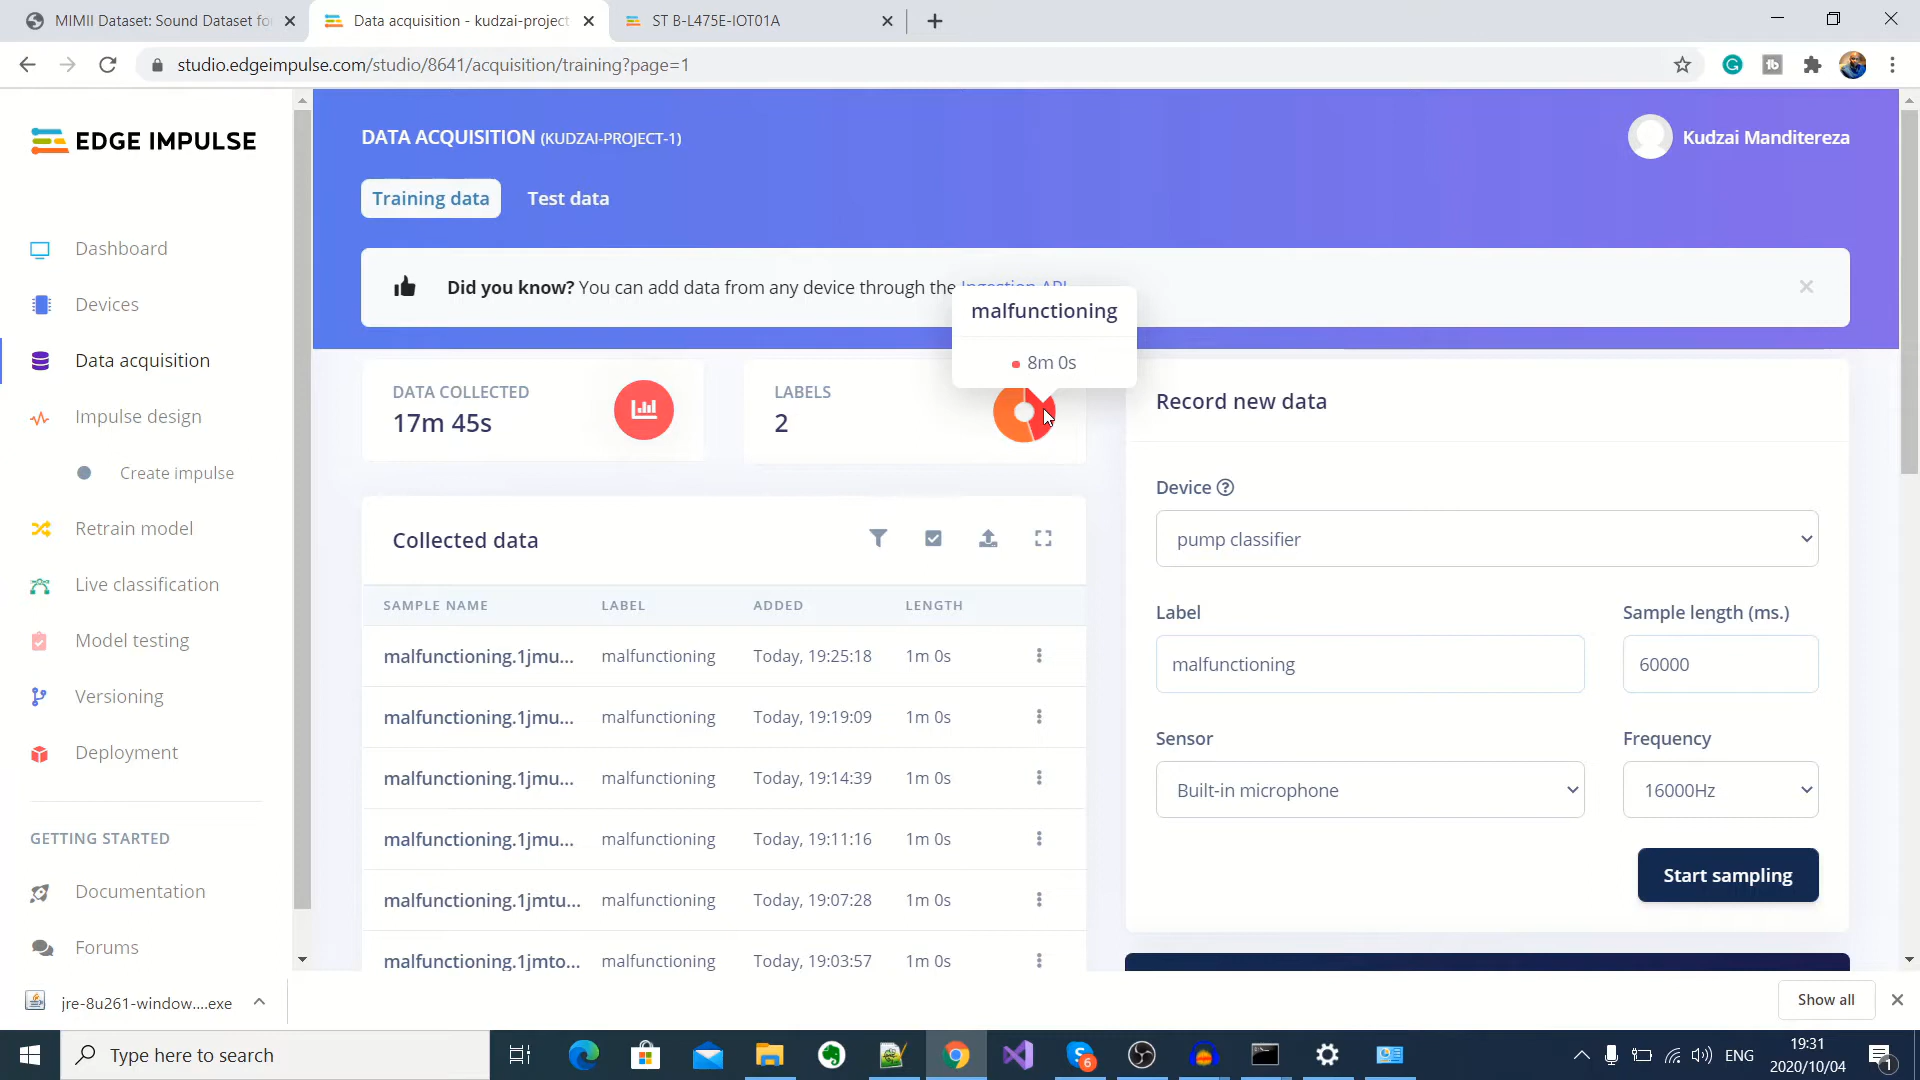 MIMII Dataset: Sound Dataset fo
Data acquisition - kudzai-project
ST B-L475E-IOT01A
studio.edgeimpulse.com/studio/8641/acquisition/training?page=1
EDGE IMPULSE
DATA ACQUISITION (KUDZAI-PROJECT-1)
Kudzai Manditereza
Training data
Test data
Did you know? You can add data from any device through the Ingestion API
malfunctioning
8m 0s
DATA COLLECTED
17m 45s
LABELS
2
Dashboard
Devices
Data acquisition
Impulse design
Create impulse
Retrain model
Live classification
Model testing
Versioning
Deployment
GETTING STARTED
Documentation
Forums
Collected data
SAMPLE NAME LABEL ADDED LENGTH
malfunctioning.1jmu... malfunctioning Today, 19:25:18 1m 0s
malfunctioning.1jmu... malfunctioning Today, 19:19:09 1m 0s
malfunctioning.1jmu... malfunctioning Today, 19:14:39 1m 0s
malfunctioning.1jmu... malfunctioning Today, 19:11:16 1m 0s
malfunctioning.1jmtu... malfunctioning Today, 19:07:28 1m 0s
malfunctioning.1jmto... malfunctioning Today, 19:03:57 1m 0s
Record new data
Device
pump classifier
Label
Sample length (ms.)
malfunctioning
60000
Sensor
Frequency
Built-in microphone
16000Hz
Start sampling
jre-8u261-window....exe
Show all
Type here to search
6
ENG
19:31
2020/10/04
1